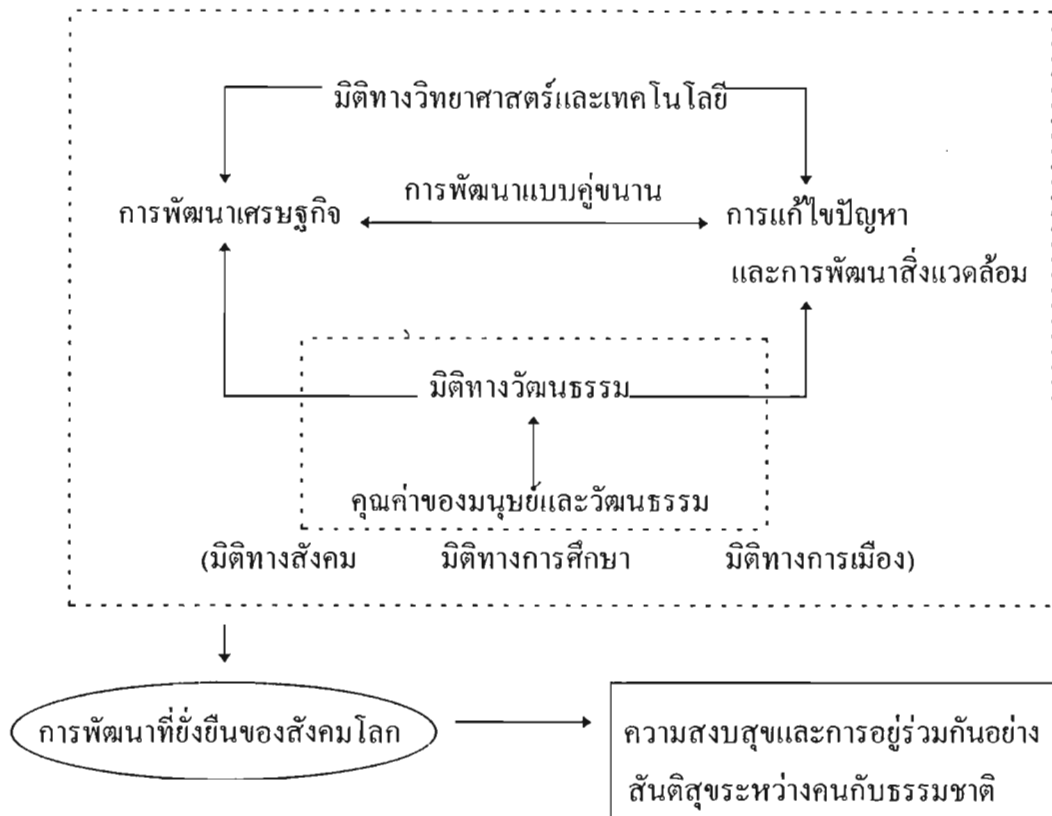 มิติทางวิทยาศาสตร์และเทคโนโลยี
การพัฒนาแบบคู่ขนาน
การพัฒนาเศรษฐกิจ
การแก้ไขปัญหา
และการพัฒนาสิ่งแวดล้อม
มิติทางวัฒนธรรม
คุณค่าของมนุษย์และวัฒนธรรม
(มิติทางสังคม มิติทางการศึกษา มิติทางการเมือง)
การพัฒนาที่ยั่งยืนของสังคมโลก
ความสงบสุขและการอยู่ร่วมกันอย่าง
สันติสุขระหว่างคนกับธรรมชาติ